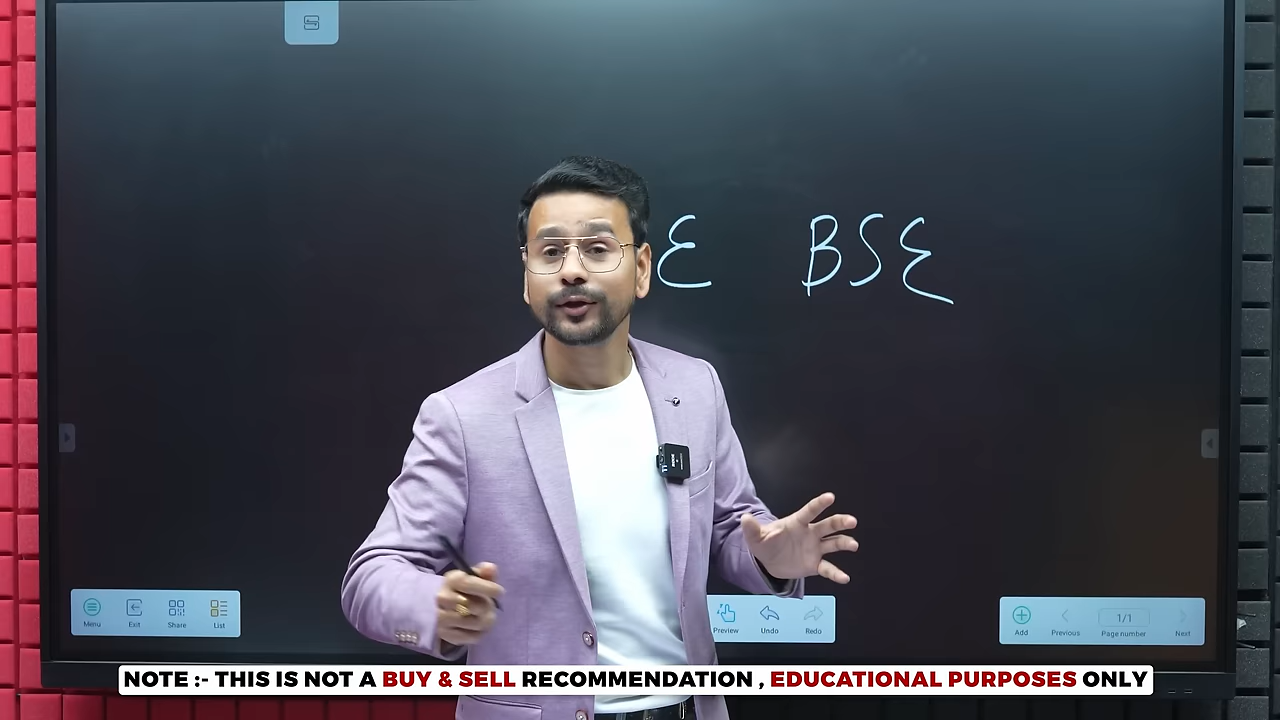 E BSE
Menu Exit Share List
Preview Undo Redo
Add Previous 1/1 Page number Next
NOTE :- THIS IS NOT A BUY & SELL RECOMMENDATION , EDUCATIONAL PURPOSES ONLY